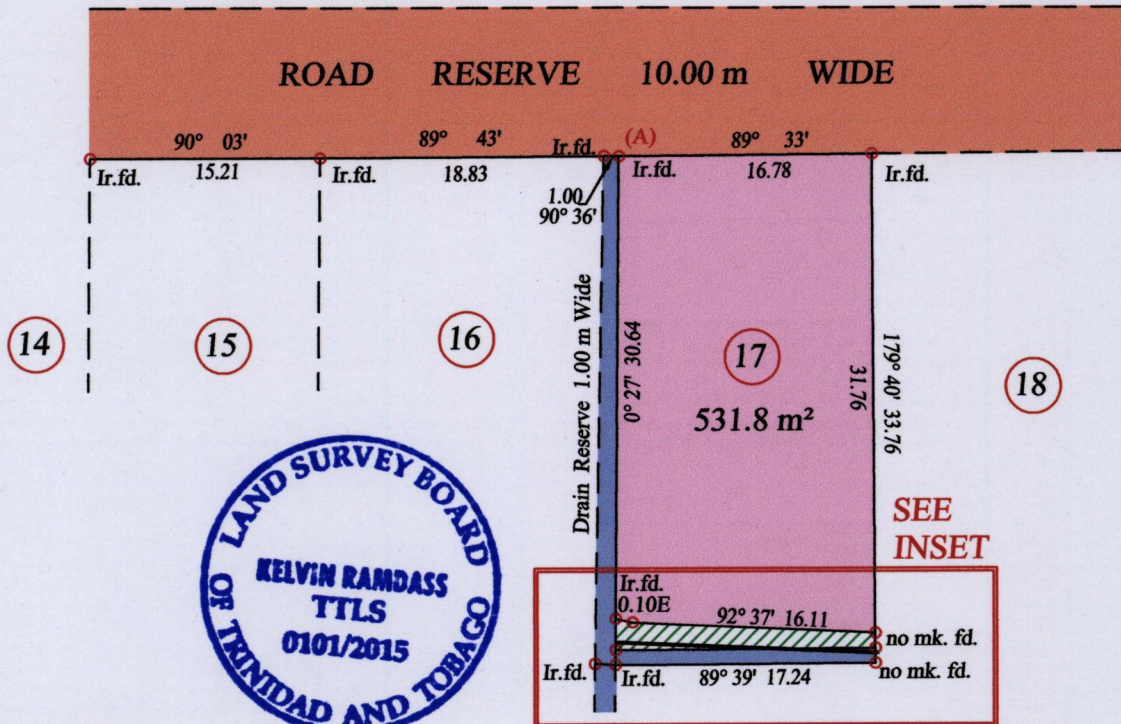 ROAD RESERVE 10.00 m WIDE
90° 03'
15.21
89° 43'
18.83
89° 33'
16.78
Ir.fd.
Ir.fd.
Ir.fd.
(A)
Ir.fd.
Ir.fd.
1.00
90° 36'
14
15
16
17
18
531.8 m²
Drain Reserve 1.00 m Wide
0° 27' 30.64
31.76
179° 40' 33.76
SEE
INSET
LAND SURVEY BOARD
OF TRINIDAD AND TOBAGO
KELVIN RAMDASS
TTLS
0101/2015
Ir.fd.
0.10E
92° 37' 16.11
no mk. fd.
Ir.fd.
Ir.fd.
89° 39' 17.24
no mk. fd.